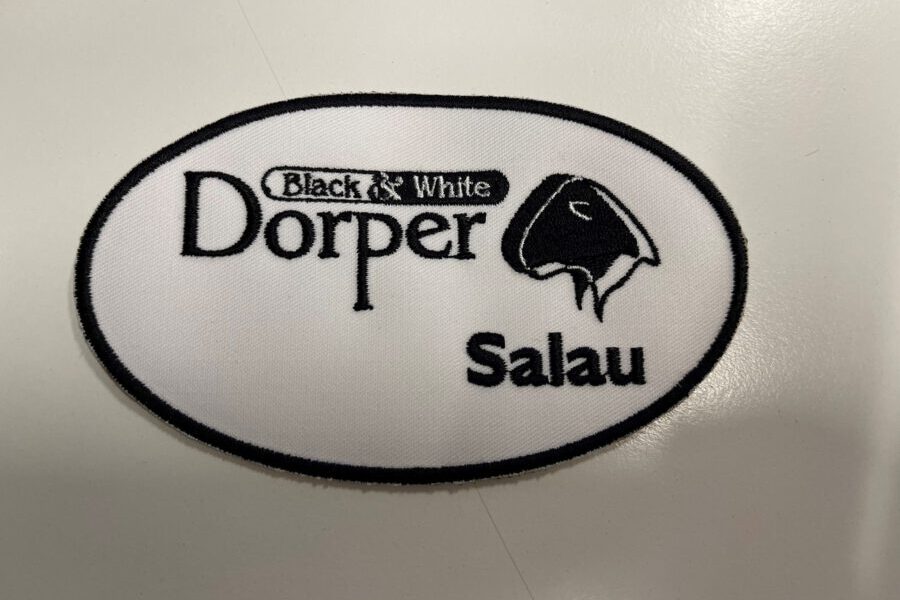 Black & White
Dorper
Salau